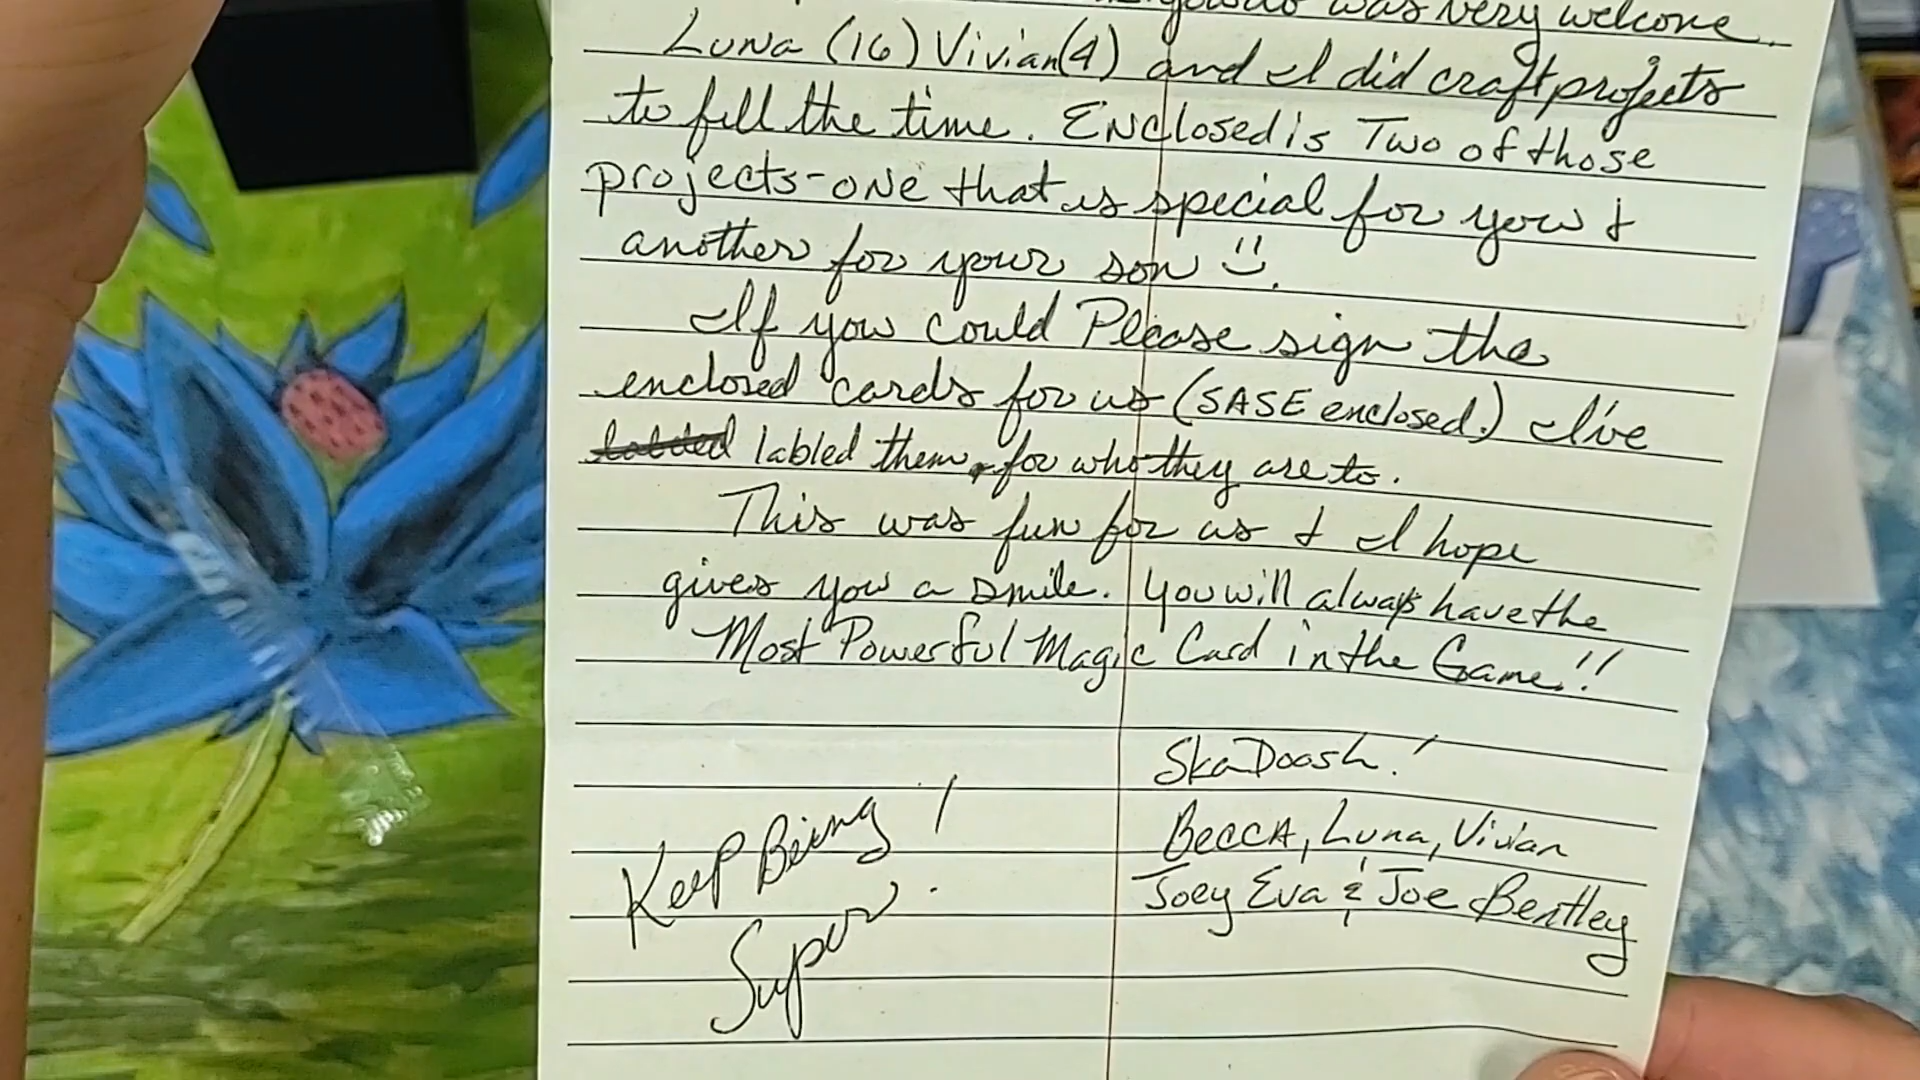 was very welcome.
Luna (16) Vivian (4) and I did craft projects
to fill the time. Enclosed is Two of those
projects - one that is special for you &
another for your son
If you could Please sign the
enclosed cards for us (SASE enclosed.) I've
labled them for who they are to.
This was fun for us & I hope
gives you a smile. You will always have the
Most Powerful Magic Card in the Game!!
SkaDoosh!
Keep Being
Super!
Becca, Luna, Vivian
Joey Eva & Joe Bentley